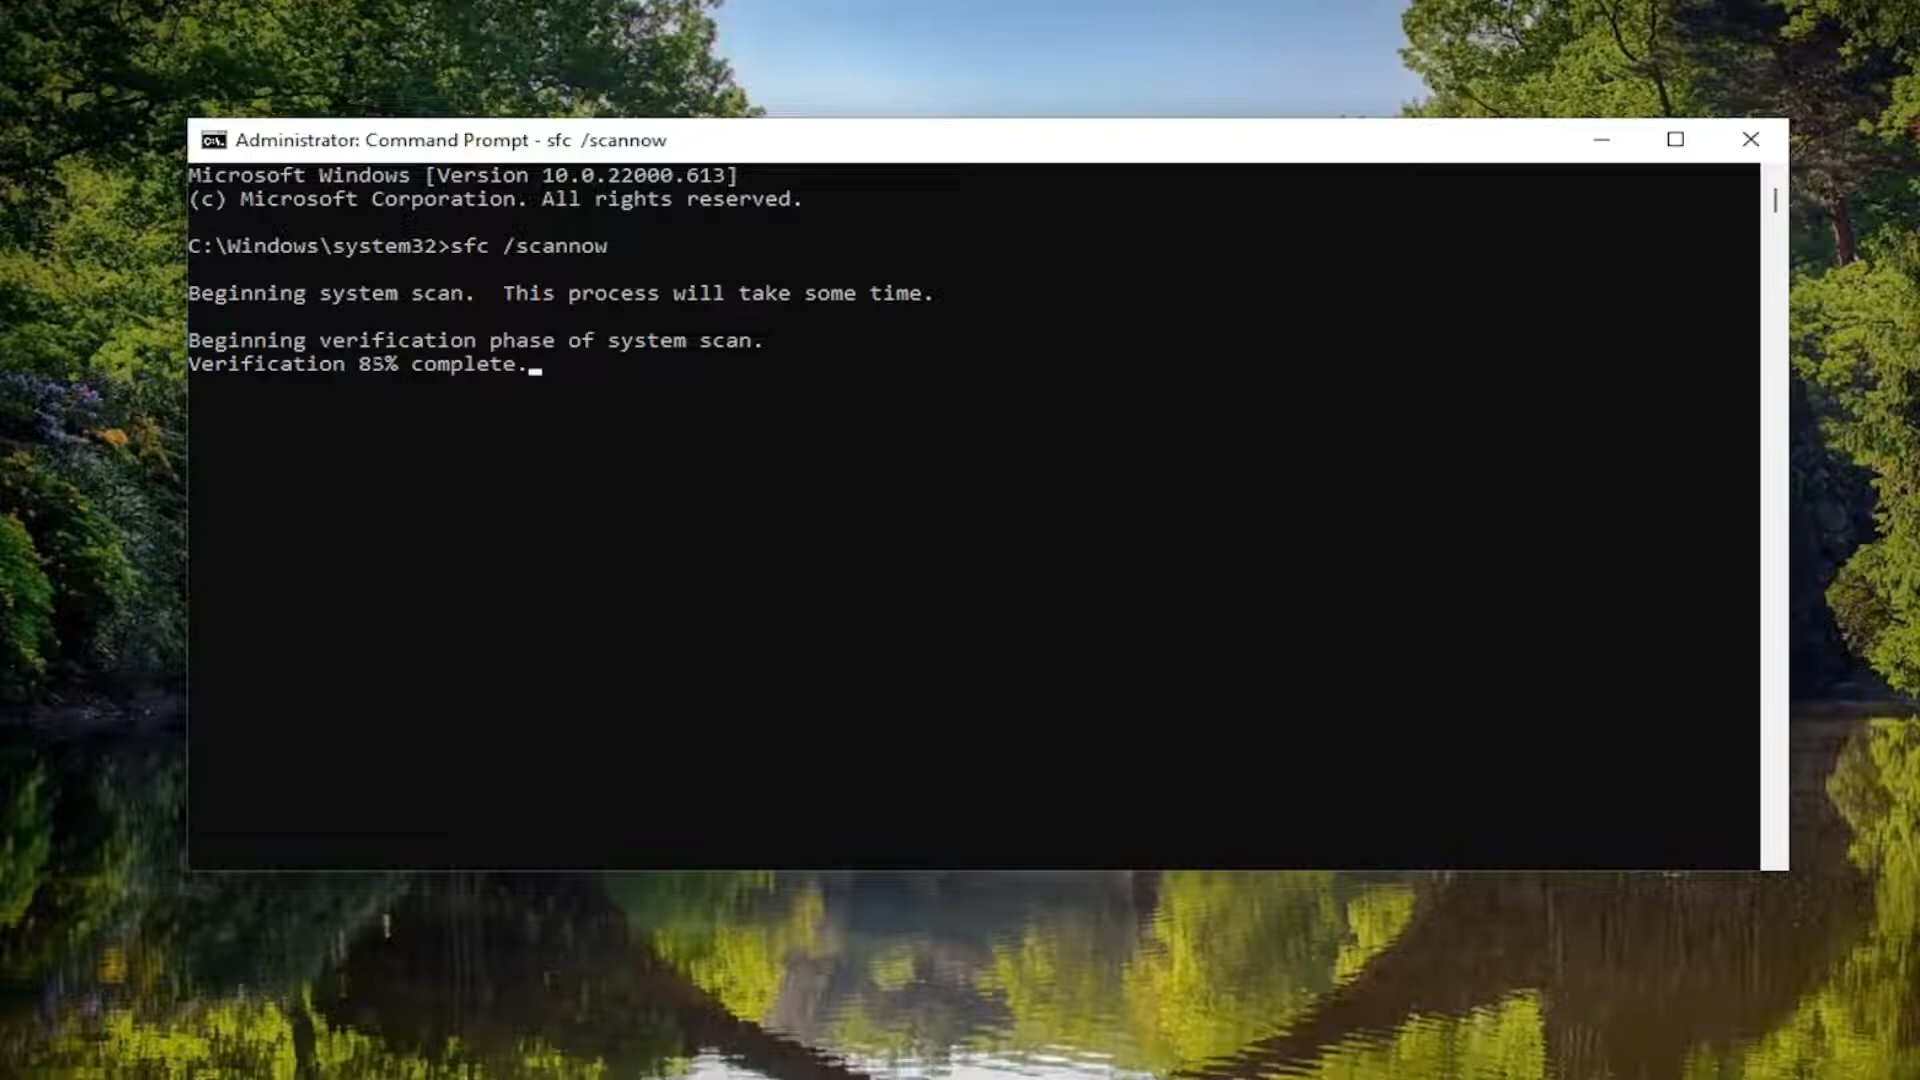 Administrator: Command Prompt - sfc /scannow
Microsoft Windows [Version 10.0.22000.613]
(c) Microsoft Corporation. All rights reserved.
C:\Windows\system32>sfc /scannow
Beginning system scan.  This process will take some time.
Beginning verification phase of system scan.
Verification 85% complete.